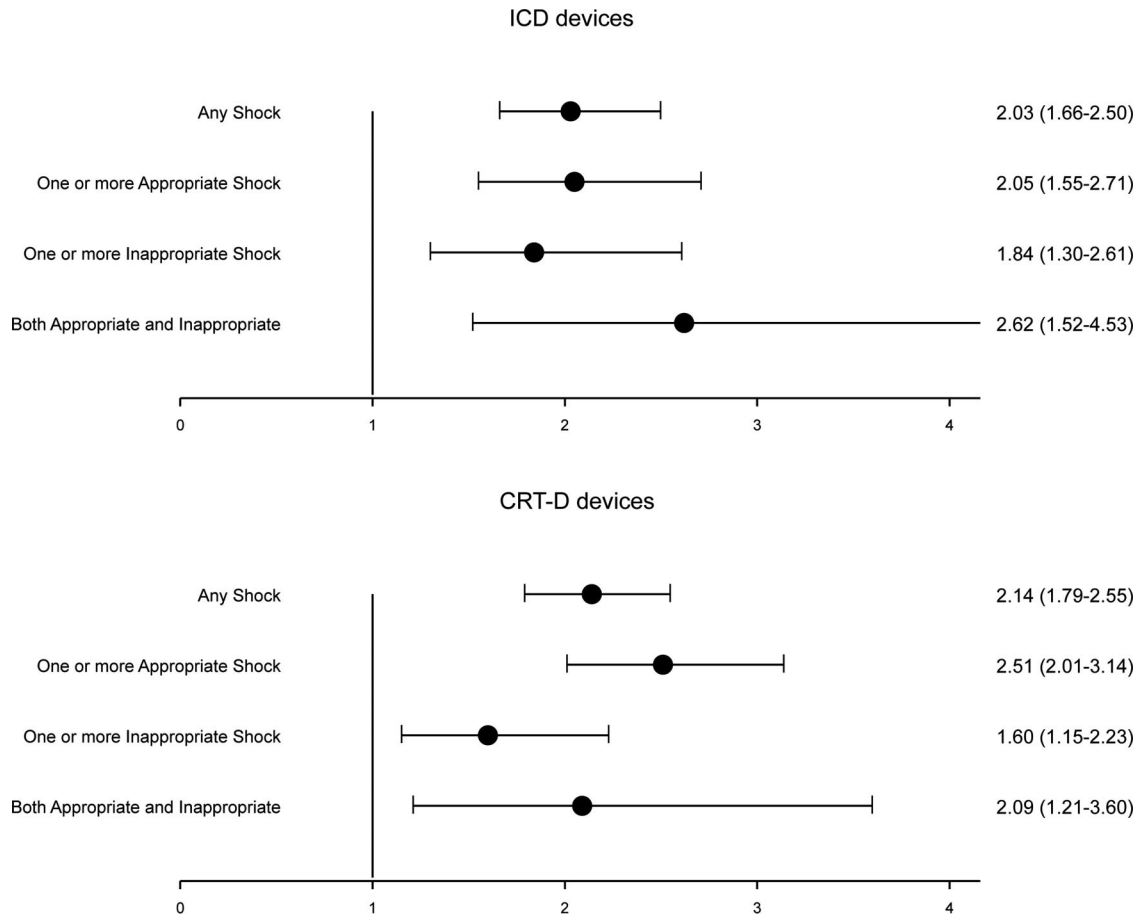 ICD devices
Any Shock 2.03 (1.66-2.50)
One or more Appropriate Shock 2.05 (1.55-2.71)
One or more Inappropriate Shock 1.84 (1.30-2.61)
Both Appropriate and Inappropriate 2.62 (1.52-4.53)
0 1 2 3 4
CRT-D devices
Any Shock 2.14 (1.79-2.55)
One or more Appropriate Shock 2.51 (2.01-3.14)
One or more Inappropriate Shock 1.60 (1.15-2.23)
Both Appropriate and Inappropriate 2.09 (1.21-3.60)
0 1 2 3 4